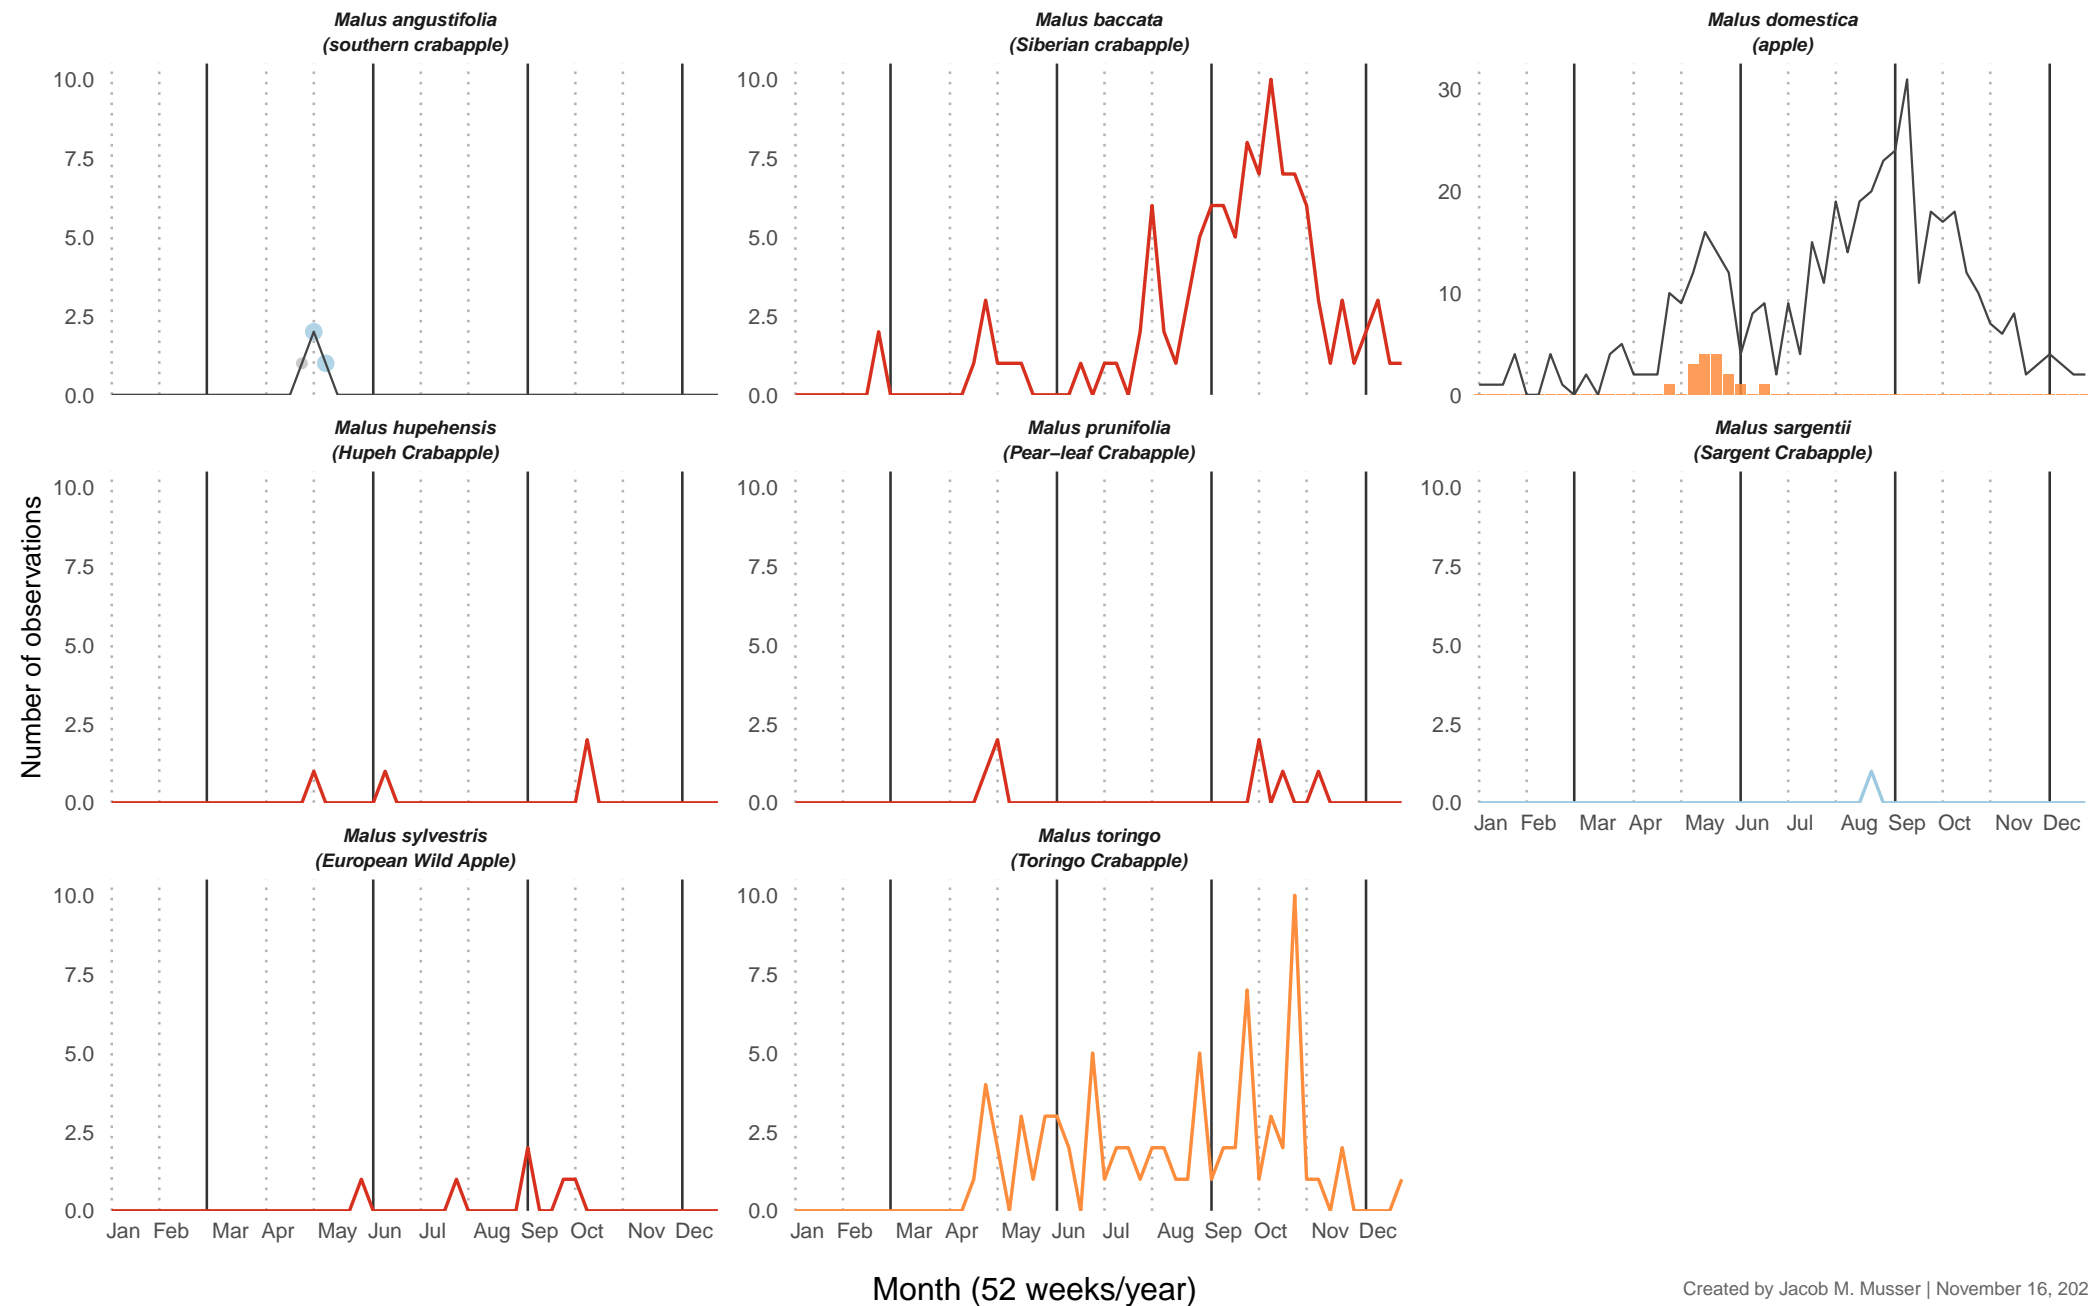 Malus angustifolia
(southern crabapple)
Malus baccata
(Siberian crabapple)
Malus domestica
(apple)
10.0
7.5
5.0
2.5
0.0
10.0
7.5
5.0
2.5
0.0
30
20
10
0
Malus hupehensis
(Hupeh Crabapple)
Malus prunifolia
(Pear−leaf Crabapple)
Malus sargentii
(Sargent Crabapple)
10.0
7.5
5.0
2.5
0.0
10.0
7.5
5.0
2.5
0.0
10.0
7.5
5.0
2.5
0.0
Jan Feb Mar Apr May Jun Jul Aug Sep Oct Nov Dec
Number of observations
Malus sylvestris
(European Wild Apple)
Malus toringo
(Toringo Crabapple)
10.0
7.5
5.0
2.5
0.0
10.0
7.5
5.0
2.5
0.0
Jan Feb Mar Apr May Jun Jul Aug Sep Oct Nov Dec
Jan Feb Mar Apr May Jun Jul Aug Sep Oct Nov Dec
Month (52 weeks/year)
Created by Jacob M. Musser | November 16, 202